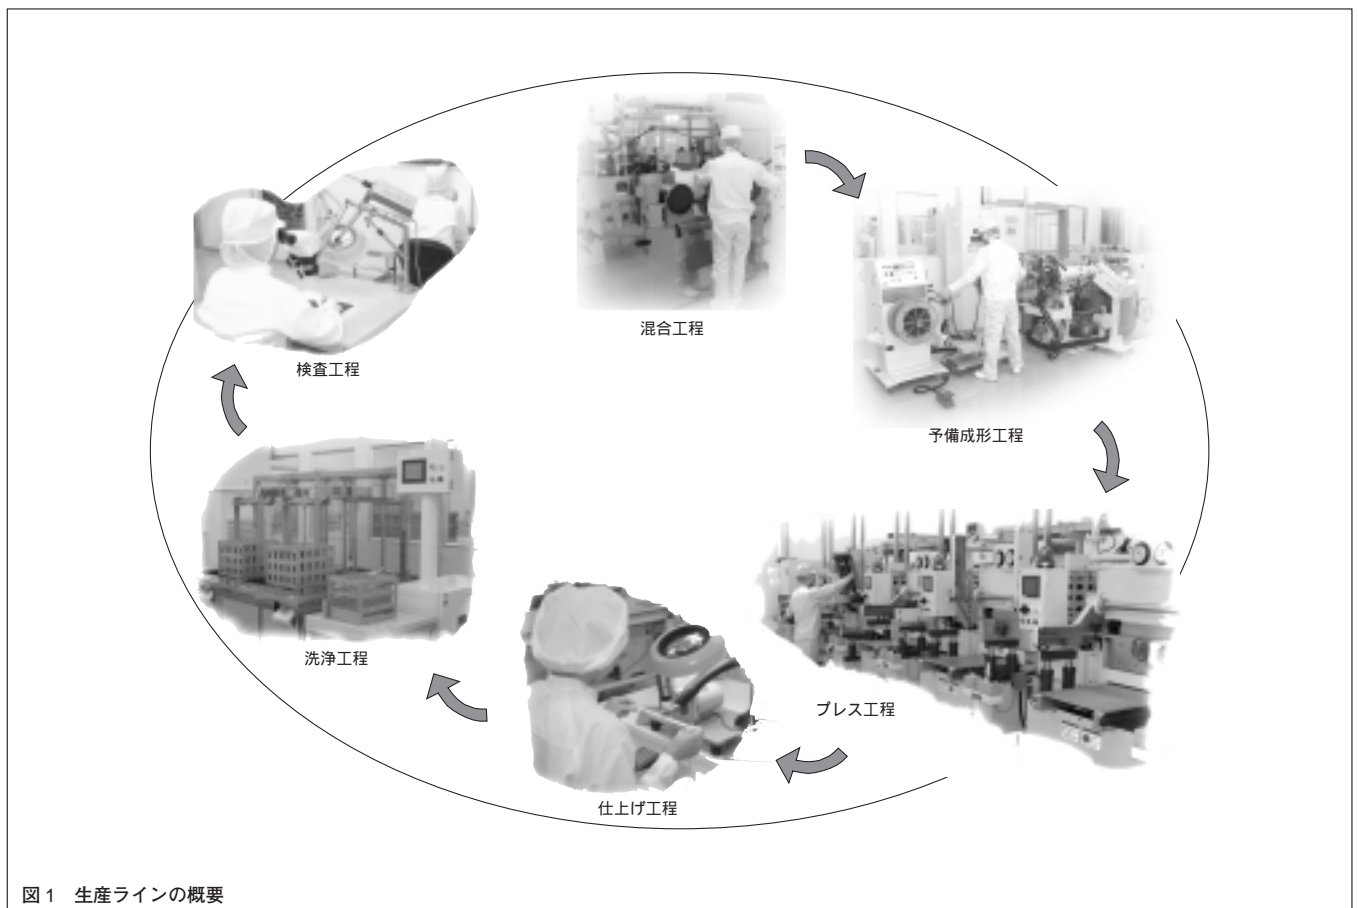 混合工程
予備成形工程
プレス工程
仕上げ工程
洗浄工程
検査工程
図1 生産ラインの概要